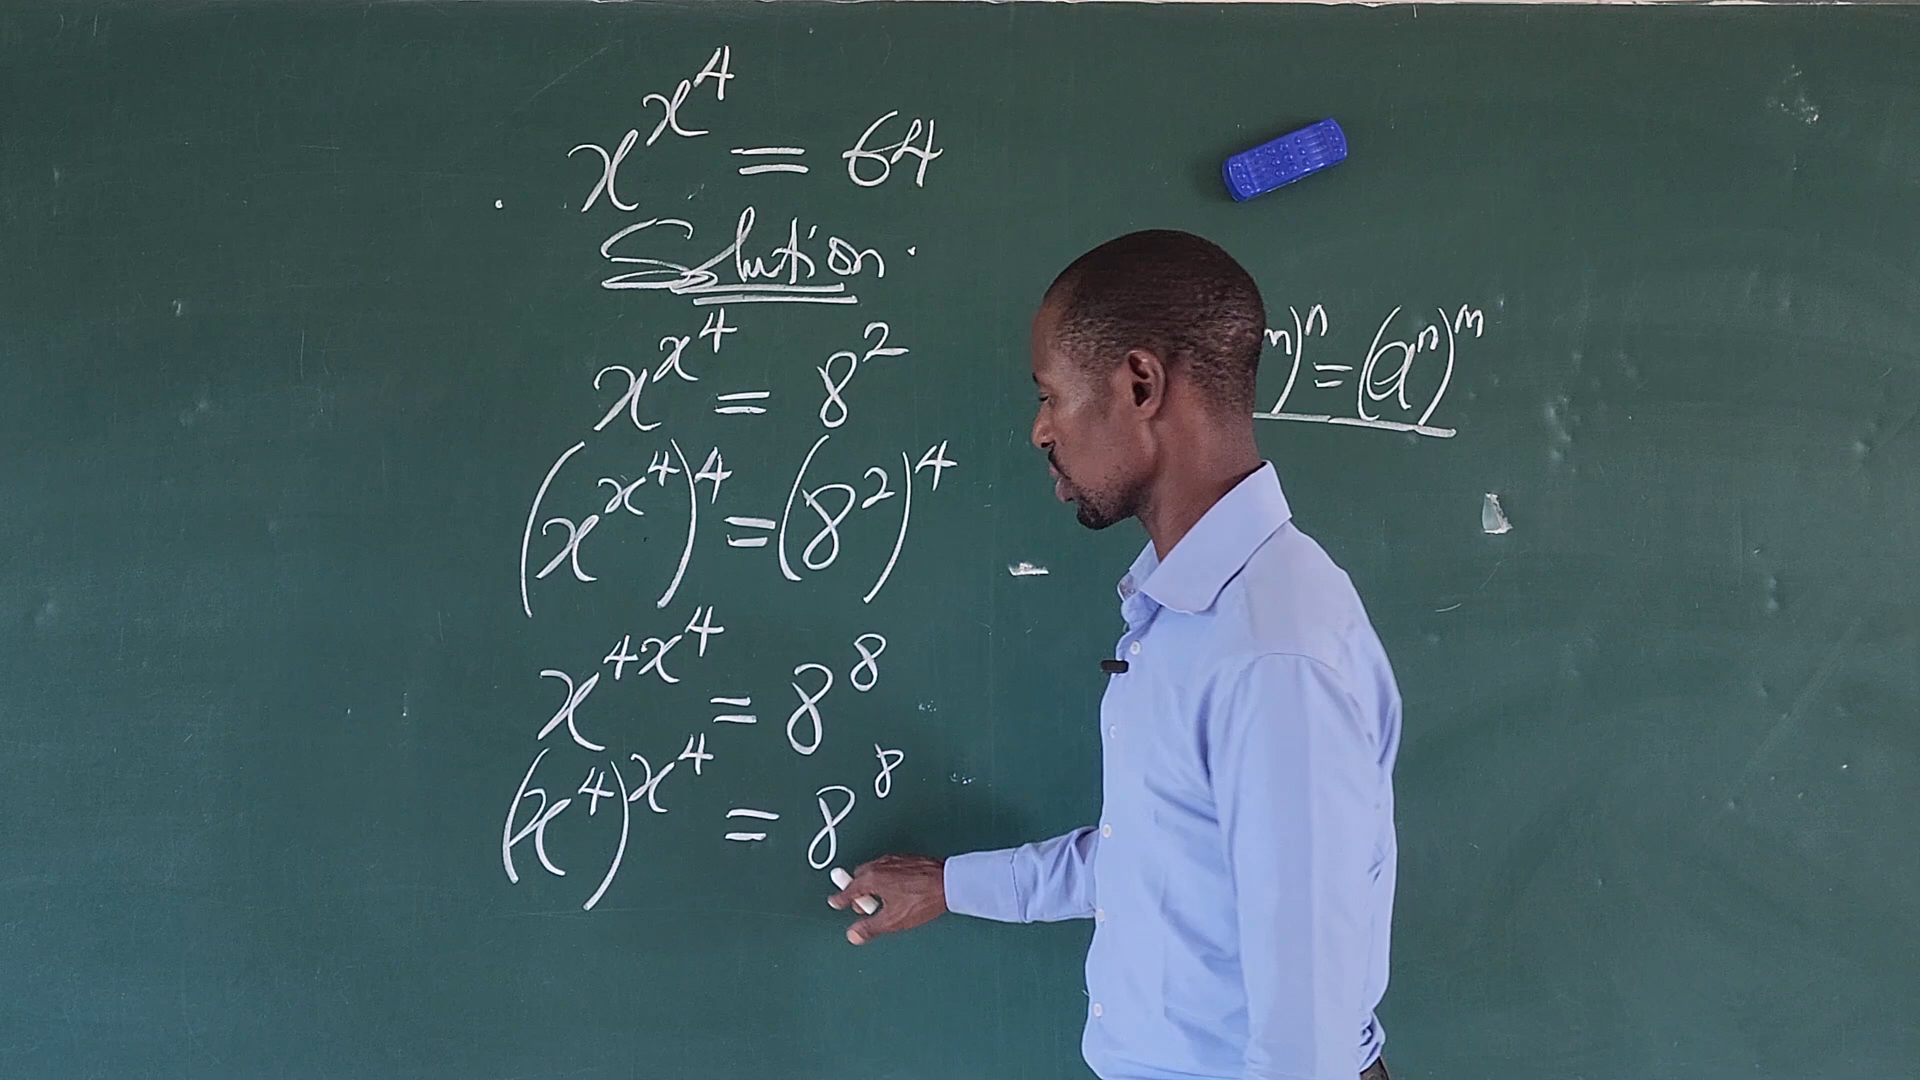 x^{x^4} = 64
Solution.
x^{x^4} = 8^2
(x^{x^4})^4 = (8^2)^4
x^{4x^4} = 8^8
(x^4)^{x^4} = 8^8
)^n = (a^n)^m